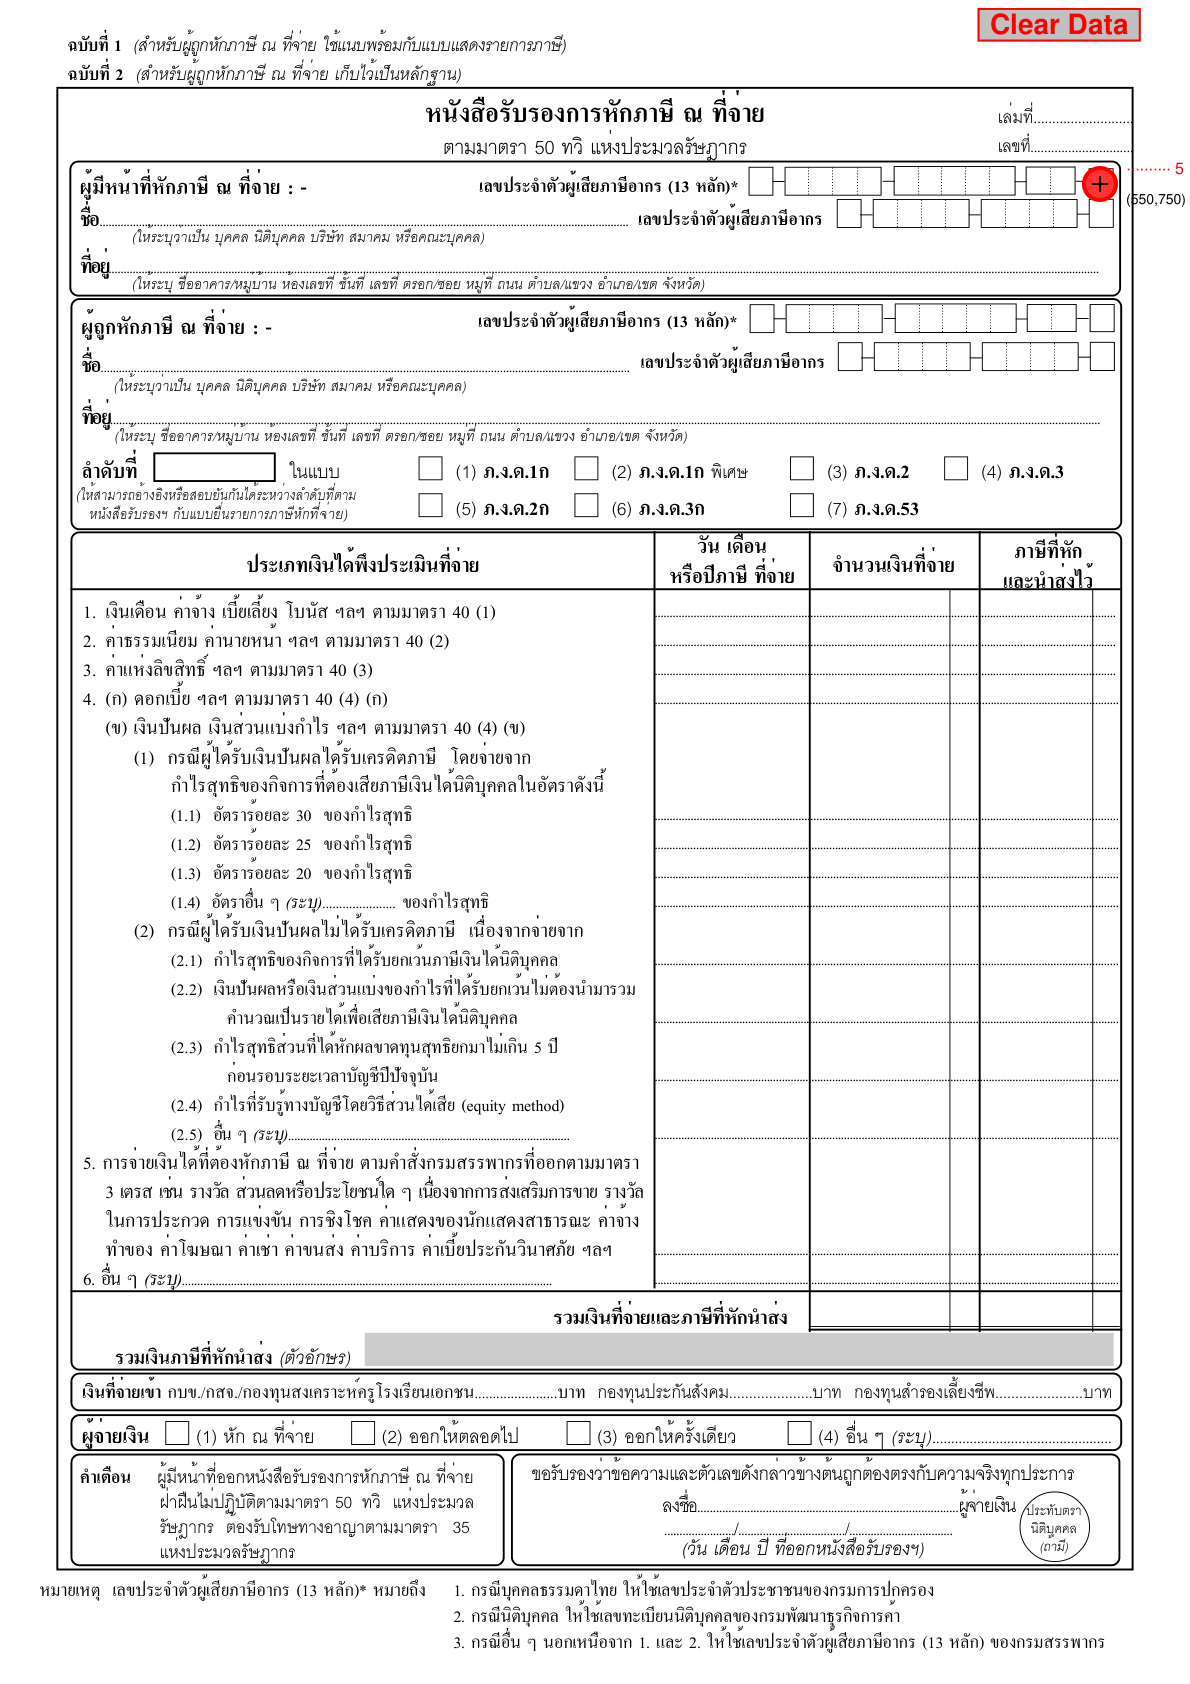 Clear Data
ฉบับที่ 1 (สำหรับผู้ถูกหักภาษี ณ ที่จ่าย ใช้แนบพร้อมกับแบบแสดงรายการภาษี)
ฉบับที่ 2 (สำหรับผู้ถูกหักภาษี ณ ที่จ่าย เก็บไว้เป็นหลักฐาน)
หนังสือรับรองการหักภาษี ณ ที่จ่าย
เล่มที่..........................
ตามมาตรา 50 ทวิ แห่งประมวลรัษฎากร
เลขที่..........................
ผู้มีหน้าที่หักภาษี ณ ที่จ่าย : - เลขประจำตัวผู้เสียภาษีอากร (13 หลัก)*
.......... 5
(550,750)
ชื่อ.......................... เลขประจำตัวผู้เสียภาษีอากร
(ให้ระบุว่าเป็น บุคคล นิติบุคคล บริษัท สมาคม หรือคณะบุคคล)
ที่อยู่..........................
(ให้ระบุ ชื่ออาคาร/หมู่บ้าน ห้องเลขที่ ชั้นที่ เลขที่ ตรอก/ซอย หมู่ที่ ถนน ตำบล/แขวง อำเภอ/เขต จังหวัด)
ผู้ถูกหักภาษี ณ ที่จ่าย : - เลขประจำตัวผู้เสียภาษีอากร (13 หลัก)*
ชื่อ.......................... เลขประจำตัวผู้เสียภาษีอากร
(ให้ระบุว่าเป็น บุคคล นิติบุคคล บริษัท สมาคม หรือคณะบุคคล)
ที่อยู่..........................
(ให้ระบุ ชื่ออาคาร/หมู่บ้าน ห้องเลขที่ ชั้นที่ เลขที่ ตรอก/ซอย หมู่ที่ ถนน ตำบล/แขวง อำเภอ/เขต จังหวัด)
ลำดับที่ ในแบบ (1) ภ.ง.ด.1ก (2) ภ.ง.ด.1ก พิเศษ (3) ภ.ง.ด.2 (4) ภ.ง.ด.3
(ให้สามารถอ้างอิงหรือสอบยันกันได้ระหว่างลำดับที่ตาม
หนังสือรับรองฯ กับแบบยื่นรายการภาษีหักที่จ่าย) (5) ภ.ง.ด.2ก (6) ภ.ง.ด.3ก (7) ภ.ง.ด.53
ประเภทเงินได้พึงประเมินที่จ่าย
วัน เดือน
หรือปีภาษี ที่จ่าย
จำนวนเงินที่จ่าย
ภาษีที่หัก
และนำส่งไว้
1. เงินเดือน ค่าจ้าง เบี้ยเลี้ยง โบนัส ฯลฯ ตามมาตรา 40 (1)
2. ค่าธรรมเนียม ค่านายหน้า ฯลฯ ตามมาตรา 40 (2)
3. ค่าแห่งลิขสิทธิ์ ฯลฯ ตามมาตรา 40 (3)
4. (ก) ดอกเบี้ย ฯลฯ ตามมาตรา 40 (4) (ก)
(ข) เงินปันผล เงินส่วนแบ่งกำไร ฯลฯ ตามมาตรา 40 (4) (ข)
(1) กรณีผู้ได้รับเงินปันผลได้รับเครดิตภาษี โดยจ่ายจาก
กำไรสุทธิของกิจการที่ต้องเสียภาษีเงินได้นิติบุคคลในอัตราดังนี้
(1.1) อัตราร้อยละ 30 ของกำไรสุทธิ
(1.2) อัตราร้อยละ 25 ของกำไรสุทธิ
(1.3) อัตราร้อยละ 20 ของกำไรสุทธิ
(1.4) อัตราอื่น ๆ (ระบุ)...................... ของกำไรสุทธิ
(2) กรณีผู้ได้รับเงินปันผลไม่ได้รับเครดิตภาษี เนื่องจากจ่ายจาก
(2.1) กำไรสุทธิของกิจการที่ได้รับยกเว้นภาษีเงินได้นิติบุคคล
(2.2) เงินปันผลหรือเงินส่วนแบ่งของกำไรที่ได้รับยกเว้นไม่ต้องนำมารวม
คำนวณเป็นรายได้เพื่อเสียภาษีเงินได้นิติบุคคล
(2.3) กำไรสุทธิส่วนที่ได้หักผลขาดทุนสุทธิยกมาไม่เกิน 5 ปี
ก่อนรอบระยะเวลาบัญชีปีปัจจุบัน
(2.4) กำไรที่รับรู้ทางบัญชีโดยวิธีส่วนได้เสีย (equity method)
(2.5) อื่น ๆ (ระบุ)..........................
5. การจ่ายเงินได้ที่ต้องหักภาษี ณ ที่จ่าย ตามคำสั่งกรมสรรพากรที่ออกตามมาตรา
3 เตรส เช่น รางวัล ส่วนลดหรือประโยชน์ใด ๆ เนื่องจากการส่งเสริมการขาย รางวัล
ในการประกวด การแข่งขัน การชิงโชค ค่าแสดงของนักแสดงสาธารณะ ค่าจ้าง
ทำของ ค่าโฆษณา ค่าเช่า ค่าขนส่ง ค่าบริการ ค่าเบี้ยประกันวินาศภัย ฯลฯ
6. อื่น ๆ (ระบุ)..........................
รวมเงินที่จ่ายและภาษีที่หักนำส่ง
รวมเงินภาษีที่หักนำส่ง (ตัวอักษร)
เงินที่จ่ายเข้า กบข./กสจ./กองทุนสงเคราะห์ครูโรงเรียนเอกชน....................บาท กองทุนประกันสังคม....................บาท กองทุนสำรองเลี้ยงชีพ.....................บาท
ผู้จ่ายเงิน (1) หัก ณ ที่จ่าย (2) ออกให้ตลอดไป (3) ออกให้ครั้งเดียว (4) อื่น ๆ (ระบุ)..........................
คำเตือน ผู้มีหน้าที่ออกหนังสือรับรองการหักภาษี ณ ที่จ่าย
ฝ่าฝืนไม่ปฏิบัติตามมาตรา 50 ทวิ แห่งประมวล
รัษฎากร ต้องรับโทษทางอาญาตามมาตรา 35
แห่งประมวลรัษฎากร
ขอรับรองว่าข้อความและตัวเลขดังกล่าวข้างต้นถูกต้องตรงกับความจริงทุกประการ
ลงชื่อ..........................ผู้จ่ายเงิน
................/........................../..........................
(วัน เดือน ปี ที่ออกหนังสือรับรองฯ)
ประทับตรา
นิติบุคคล
(ถ้ามี)
หมายเหตุ เลขประจำตัวผู้เสียภาษีอากร (13 หลัก)* หมายถึง 1. กรณีบุคคลธรรมดาไทย ให้ใช้เลขประจำตัวประชาชนของกรมการปกครอง
2. กรณีนิติบุคคล ให้ใช้เลขทะเบียนนิติบุคคลของกรมพัฒนาธุรกิจการค้า
3. กรณีอื่น ๆ นอกเหนือจาก 1. และ 2. ให้ใช้เลขประจำตัวผู้เสียภาษีอากร (13 หลัก) ของกรมสรรพากร